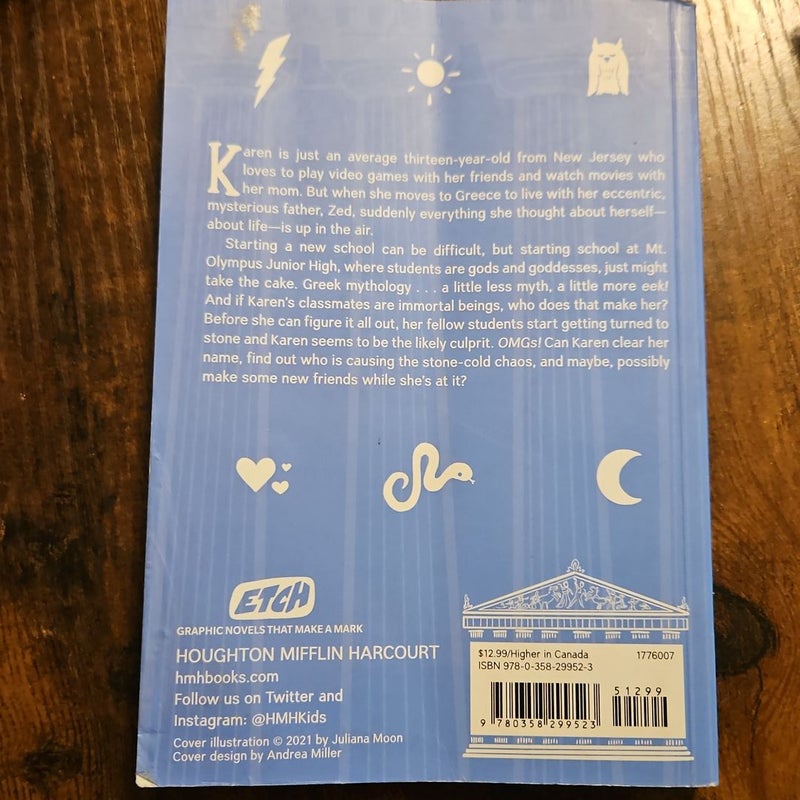 Karen is just an average thirteen-year-old from New Jersey who
loves to play video games with her friends and watch movies with
her mom. But when she moves to Greece to live with her eccentric,
mysterious father, Zed, suddenly everything she thought about herself—
about life—is up in the air.
Starting a new school can be difficult, but starting school at Mt.
Olympus Junior High, where students are gods and goddesses, just might
take the cake. Greek mythology . . . a little less myth, a little more eek!
And if Karen's classmates are immortal beings, who does that make her?
Before she can figure it all out, her fellow students start getting turned to
stone and Karen seems to be the likely culprit. OMGs! Can Karen clear her
name, find out who is causing the stone-cold chaos, and maybe, possibly
make some new friends while she's at it?
ETCH
GRAPHIC NOVELS THAT MAKE A MARK
HOUGHTON MIFFLIN HARCOURT
hmhbooks.com
Follow us on Twitter and
Instagram: @HMHKids
Cover illustration © 2021 by Juliana Moon
Cover design by Andrea Miller
$12.99/Higher in Canada 1776007
ISBN 978-0-358-29952-3
51299
9 780358 299523